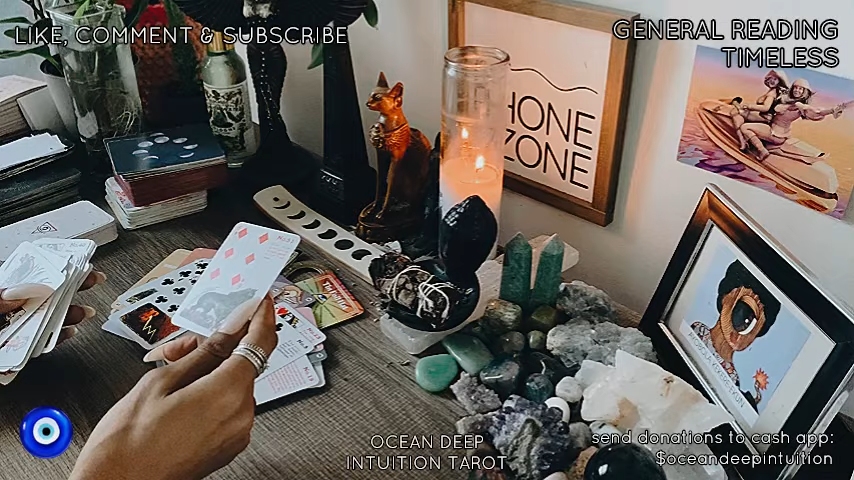 LIKE, COMMENT & SUBSCRIBE
GENERAL READING
TIMELESS
HONE
ZONE
OCEAN DEEP
INTUITION TAROT
send donations to cash app:
$oceandeepintuition